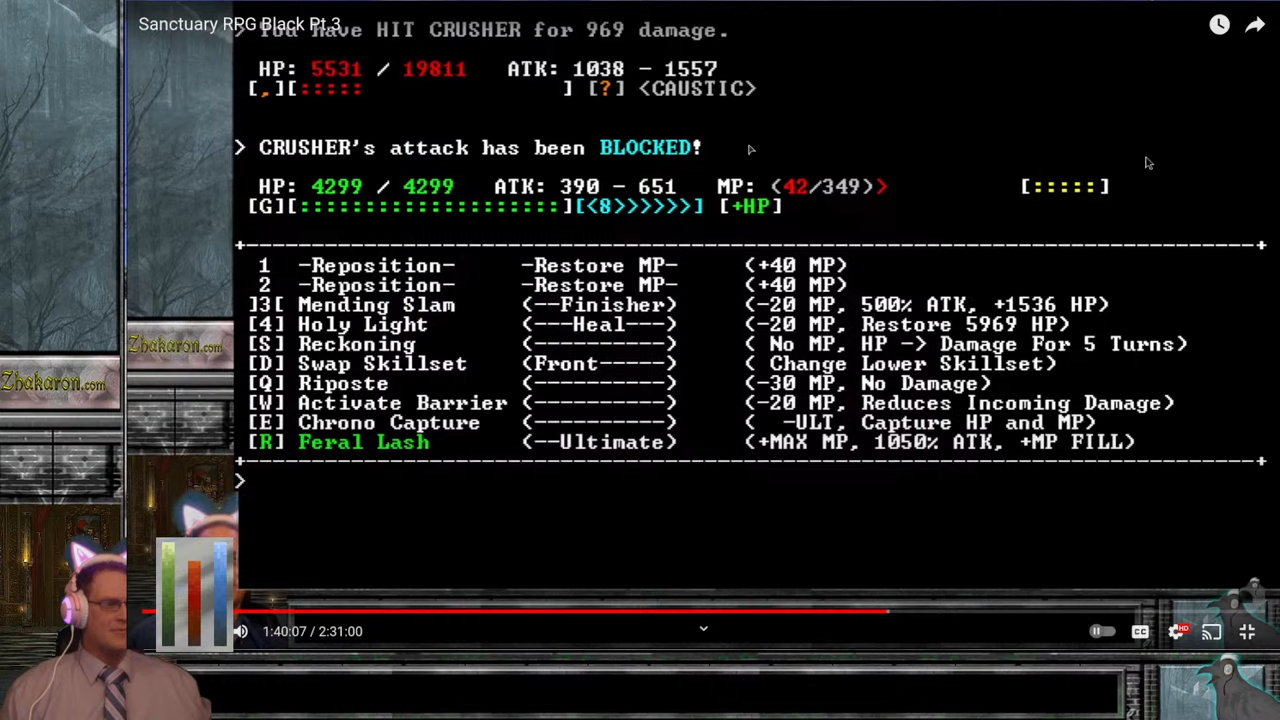 Sanctuary RPG Black Pt.3
> You have HIT CRUSHER for 969 damage.
HP: 5531 / 19811 ATK: 1038 - 1557
[,][::::: ] [?] <CAUSTIC>
> CRUSHER's attack has been BLOCKED!
HP: 4299 / 4299 ATK: 390 - 651 MP: (42/349)) [:::::]
[G][::::::::::::::::::::][<8>>>>>>] [+HP]
+------------------------------------------------------------------------------+
1 -Reposition- -Restore MP- (+40 MP)
2 -Reposition- -Restore MP- (+40 MP)
]3[ Mending Slam (--Finisher) (-20 MP, 500% ATK, +1536 HP)
[4] Holy Light (---Heal---) (-20 MP, Restore 5969 HP)
[S] Reckoning (----------) ( No MP, HP -> Damage For 5 Turns)
[D] Swap Skillset (Front-----) ( Change Lower Skillset)
[Q] Riposte (----------) (-30 MP, No Damage)
[W] Activate Barrier (----------) (-20 MP, Reduces Incoming Damage)
[E] Chrono Capture (----------) ( -ULT, Capture HP and MP)
[R] Feral Lash (--Ultimate) (+MAX MP, 1050% ATK, +MP FILL)
+------------------------------------------------------------------------------+
>
Zhakaron.com
Zhakaron.com
1:40:07 / 2:31:00
CC
HD